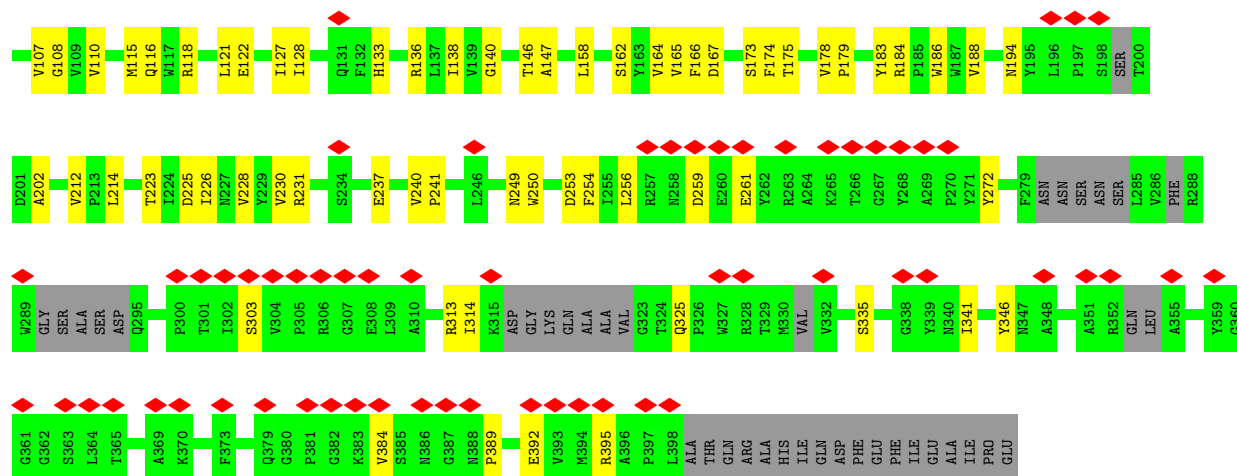 V107 G108 V109 V110 M115 Q116 W117 R118 L121 E122 I127 I128 Q131 F132 H133 R136 L137 I138 V139 G140 T146 A147 L158 S162 Y163 V164 V165 F166 D167 S173 F174 T175 V178 P179 Y183 R184 P185 W186 W187 V188 N194 Y195 L196 P197 S198 SER T200
D201 A202 V212 P213 L214 T223 I224 D225 I226 N227 V228 Y229 V230 R231 S234 E237 V240 P241 L246 N249 W250 D253 F254 I255 L256 R257 N258 D259 E260 E261 Y262 R263 A264 K265 T266 G267 Y268 A269 P270 Y271 Y272 F279 ASN ASN SER ASN SER L285 V286 PHE R288
W289 GLY SER ALA SER ASP Q295 P300 T301 I302 S303 V304 P305 R306 G307 E308 L309 A310 R313 I314 K315 ASP GLY LYS GLN ALA ALA VAL G323 T324 Q325 P326 W327 R328 T329 M330 VAL V332 S335 G338 Y339 N340 I341 Y346 N347 A348 A351 R352 GLN LEU A355 Y359 G360
G361 G362 S363 L364 T365 A369 K370 F373 Q379 G380 P381 G382 K383 V384 S385 N386 G387 N388 P389 E392 V393 M394 R395 A396 P397 L398 ALA THR GLN ARG ALA HIS ILE GLN ASP PHE GLU GLU PHE ILE GLU ALA ILE PRO GLU